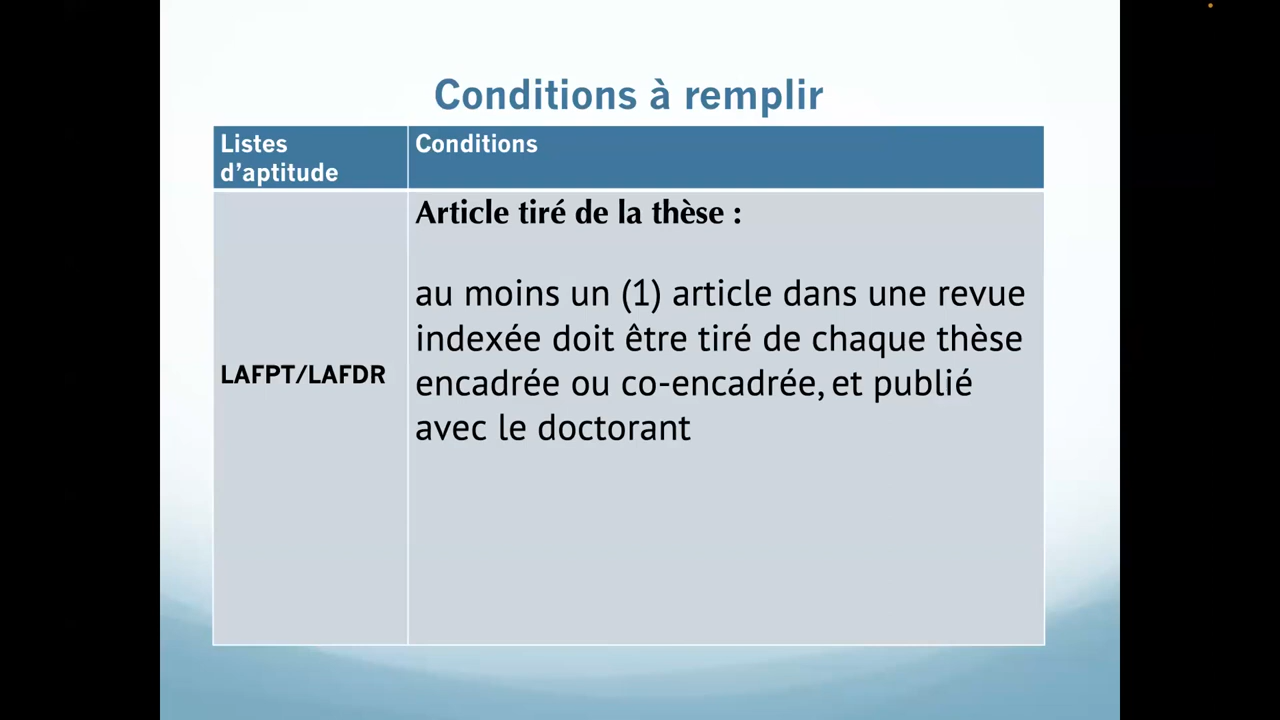 Conditions à remplir
Listes
d’aptitude
Conditions
LAFPT/LAFDR
Article tiré de la thèse :
au moins un (1) article dans une revue
indexée doit être tiré de chaque thèse
encadrée ou co-encadrée, et publié
avec le doctorant